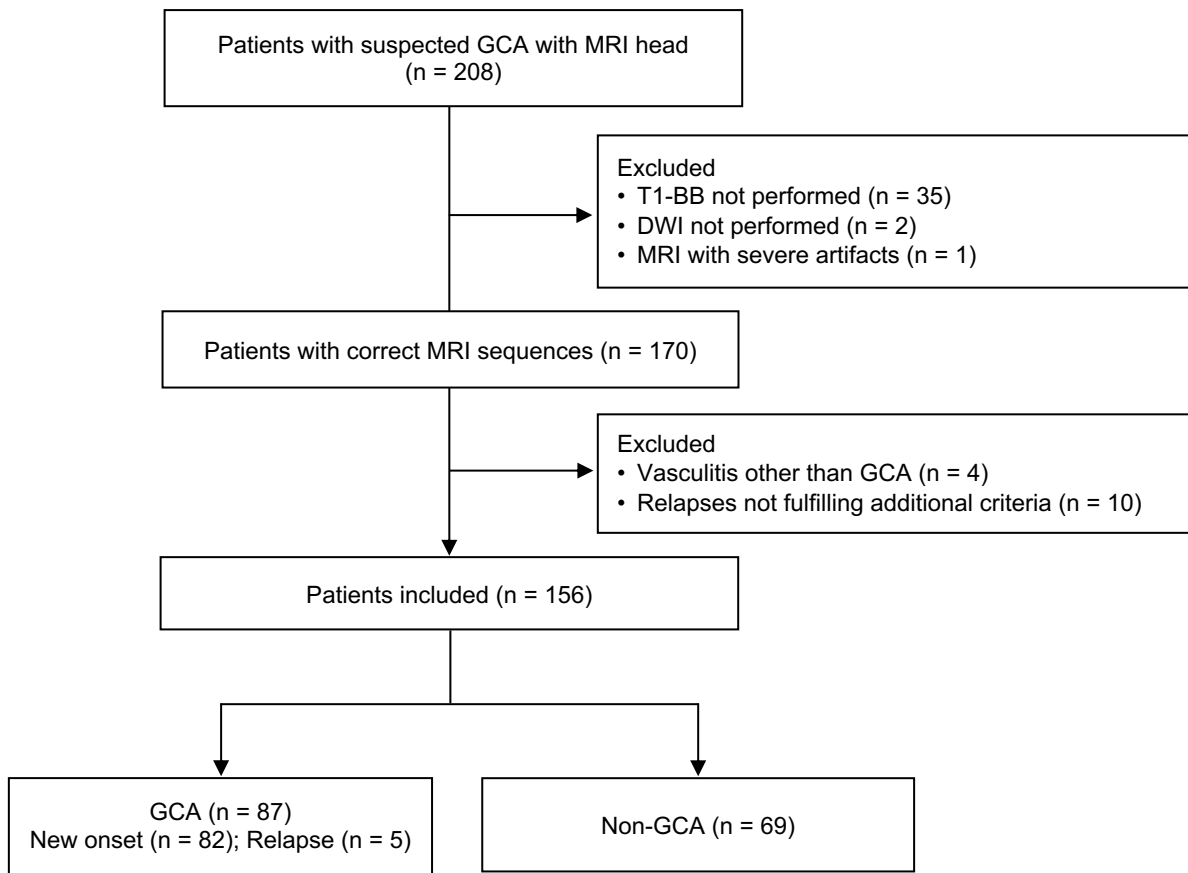 Patients with suspected GCA with MRI head
(n = 208)
Excluded
• T1-BB not performed (n = 35)
• DWI not performed (n = 2)
• MRI with severe artifacts (n = 1)
Patients with correct MRI sequences (n = 170)
Excluded
• Vasculitis other than GCA (n = 4)
• Relapses not fulfilling additional criteria (n = 10)
Patients included (n = 156)
GCA (n = 87)
New onset (n = 82); Relapse (n = 5)
Non-GCA (n = 69)